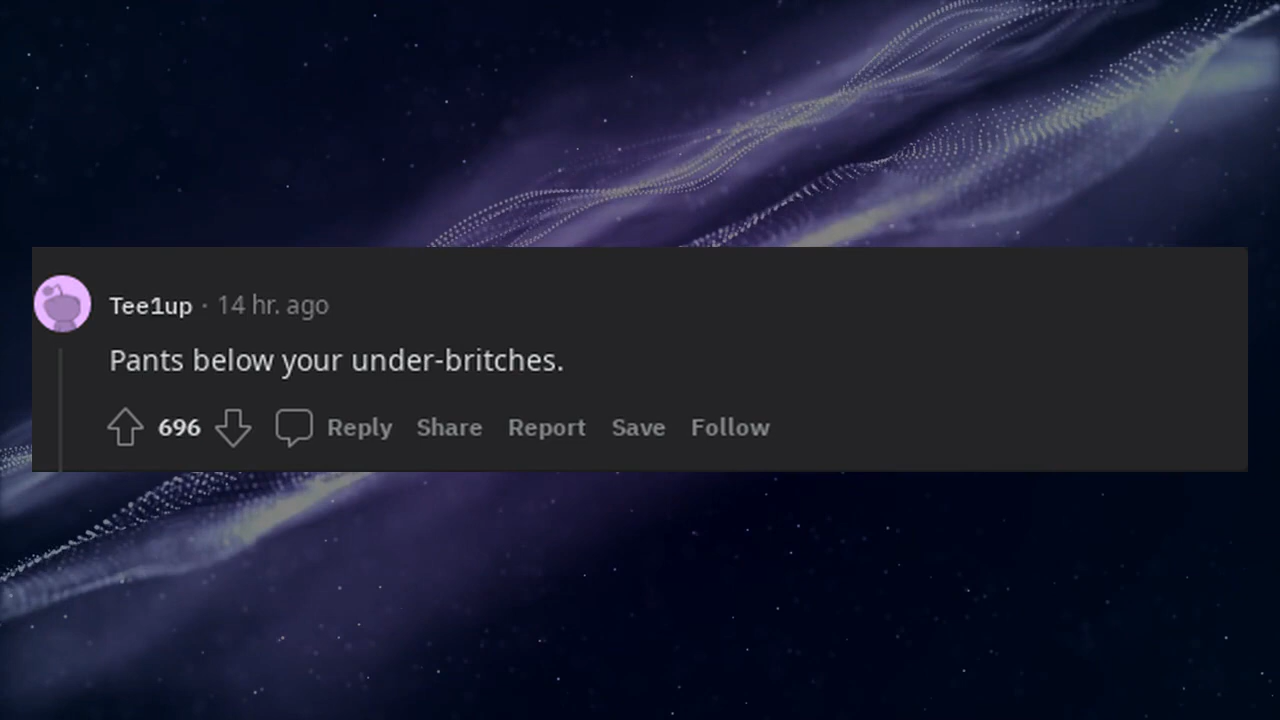 Tee1up · 14 hr. ago
Pants below your under-britches.
696 Reply Share Report Save Follow